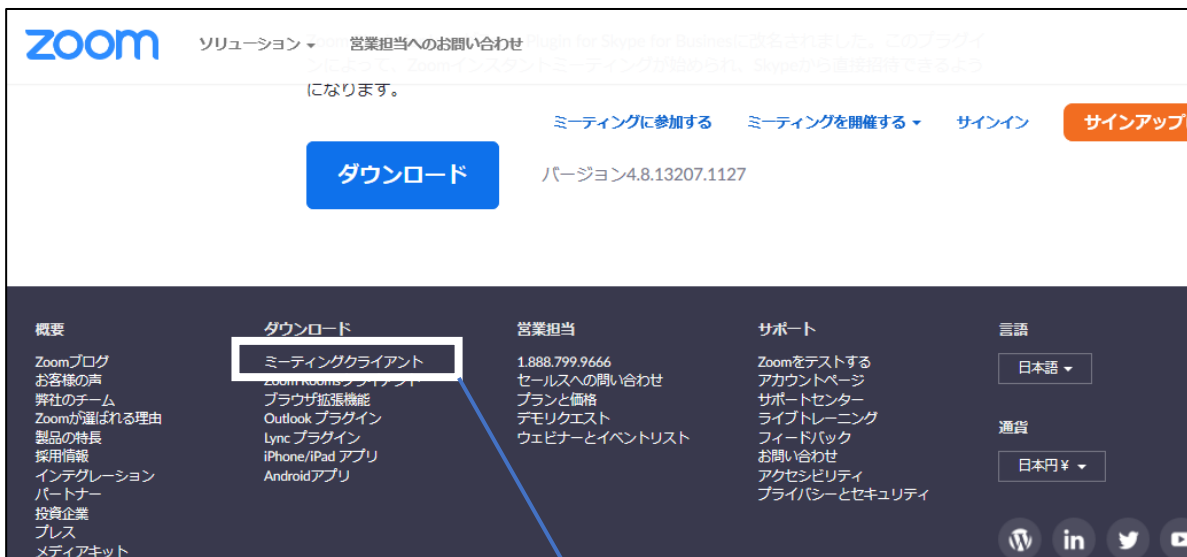 zoom
ソリューション 営業担当へのお問い合わせ
Plugin for Skype for Businessに改名されました。このプラグイ
ンによって、Zoomインスタントミーティングが始められ、Skypeから直接招待できるよう
になります。
ミーティングに参加する ミーティングを開催する サインイン サインアップ
ダウンロード バージョン4.8.13207.1127
概要
Zoomブログ
お客様の声
弊社のチーム
Zoomが選ばれる理由
製品の特長
採用情報
インテグレーション
パートナー
投資企業
プレス
メディアキット
ダウンロード
ミーティングクライアント
Zoom Roomsクライアント
ブラウザ拡張機能
Outlook プラグイン
Lync プラグイン
iPhone/iPad アプリ
Androidアプリ
営業担当
1.888.799.9666
セールスへの問い合わせ
プランと価格
デモリクエスト
ウェビナーとイベントリスト
サポート
Zoomをテストする
アカウントページ
サポートセンター
ライブトレーニング
フィードバック
お問い合わせ
アクセシビリティ
プライバシーとセキュリティ
言語
日本語
通貨
日本円 ¥
in